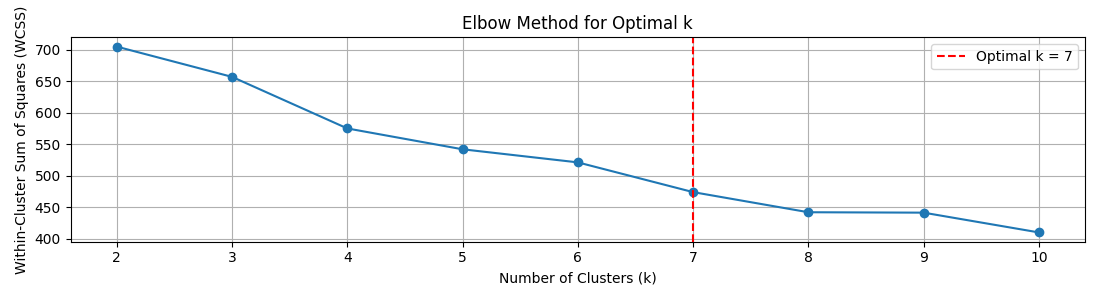 Elbow Method for Optimal k
Within-Cluster Sum of Squares (WCSS)
700
650
600
550
500
450
400
Optimal k = 7
2 3 4 5 6 7 8 9 10
Number of Clusters (k)